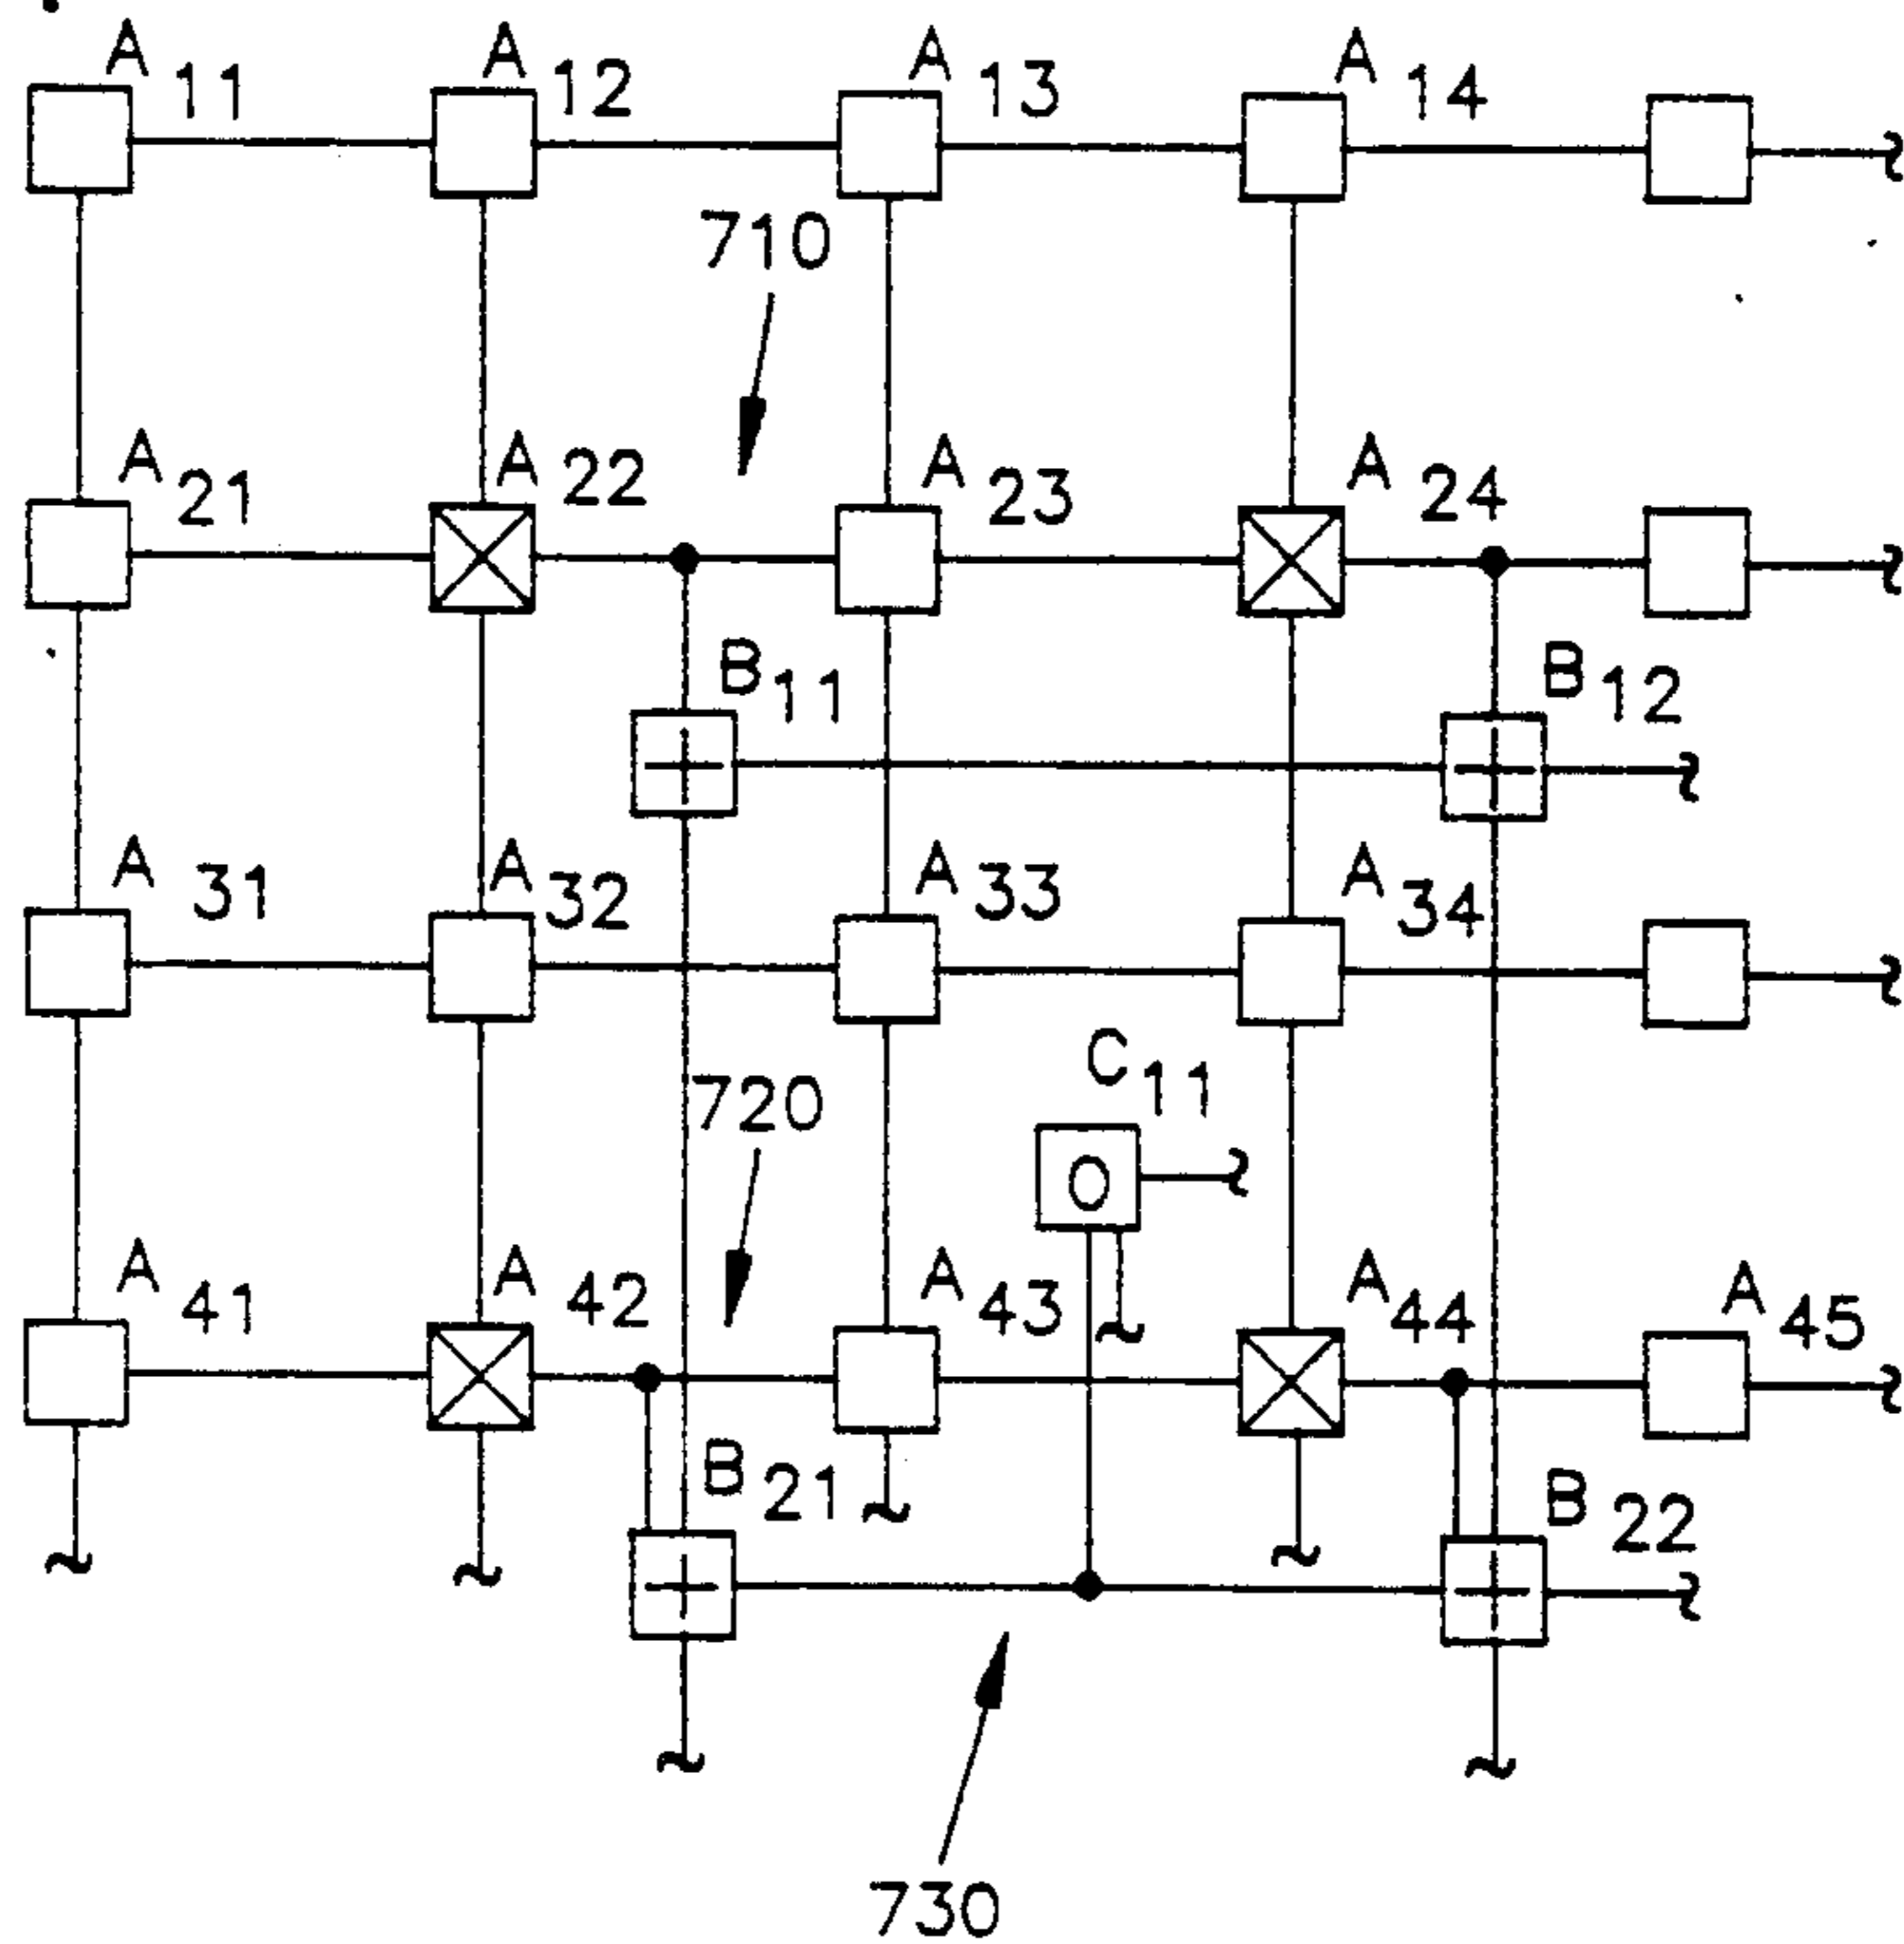 A 11 A 12 A 13 A 14
710
A 21 A 22 A 23 A 24
B 11 B 12
A 31 A 32 A 33 A 34
C 11
720
A 41 A 42 A 43 A 44 A 45
B 21 B 22
730